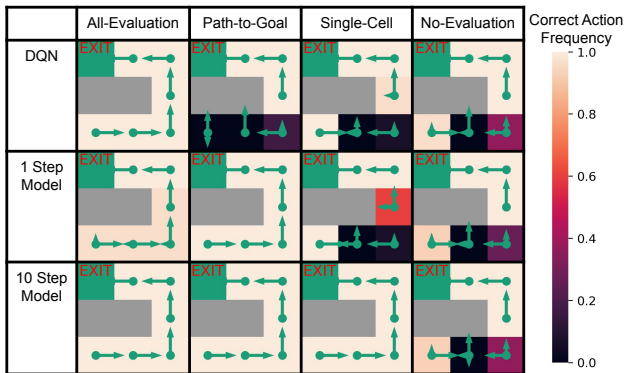 All-Evaluation Path-to-Goal Single-Cell No-Evaluation Correct Action
Frequency
DQN EXIT EXIT EXIT EXIT 1.0
0.8
1 Step
Model EXIT EXIT EXIT EXIT
0.6
0.4
10 Step
Model EXIT EXIT EXIT EXIT
0.2
0.0